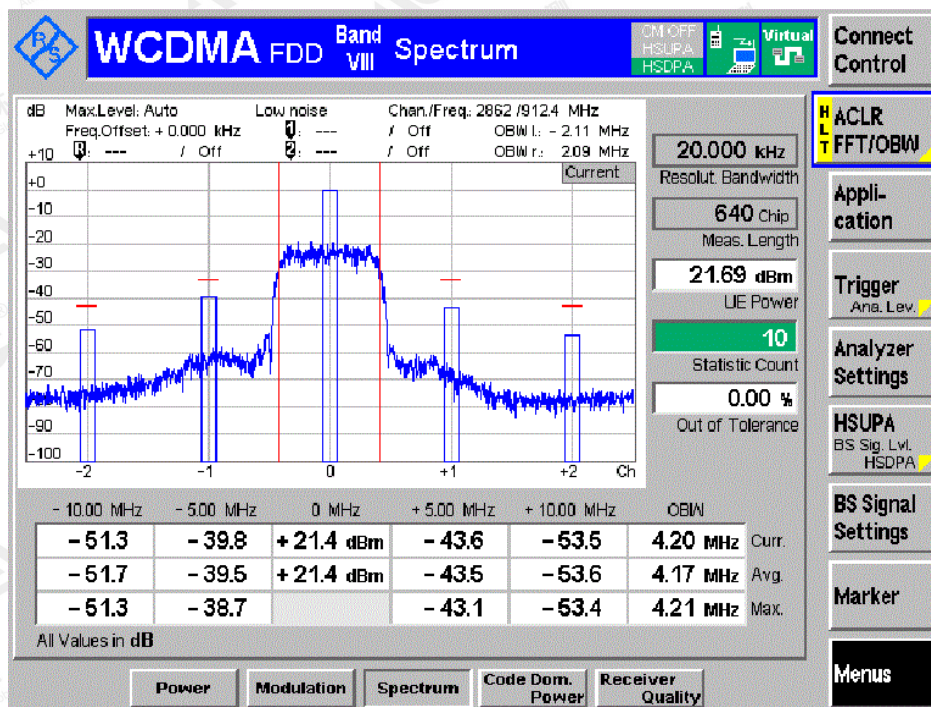 R&S
WCDMA FDD Band VIII Spectrum
CM OFF
HSUPA
HSDPA
Virtual
Connect Control
dB Max.Level: Auto Low noise Chan./Freq.: 2862 /912.4 MHz
Freq.Offset: + 0.000 kHz 1: --- / Off OBW l.: - 2.11 MHz
R: --- / Off 2: --- / Off OBW r.: 2.09 MHz
Current
+10
+0
-10
-20
-30
-40
-50
-60
-70
-90
-100
-2 -1 0 +1 +2 Ch
20.000 kHz
Resolut. Bandwidth
640 Chip
Meas. Length
21.69 dBm
UE Power
10
Statistic Count
0.00 %
Out of Tolerance
- 10.00 MHz - 5.00 MHz 0 MHz + 5.00 MHz + 10.00 MHz OBW
- 51.3 - 39.8 + 21.4 dBm - 43.6 - 53.5 4.20 MHz Curr.
- 51.7 - 39.5 + 21.4 dBm - 43.5 - 53.6 4.17 MHz Avg.
- 51.3 - 38.7 - 43.1 - 53.4 4.21 MHz Max.
All Values in dB
H
L
T
ACLR
FFT/OBW
Appli-
cation
Trigger
Ana. Lev.
Analyzer
Settings
HSUPA
BS Sig. Lvl.
HSDPA
BS Signal
Settings
Marker
Menus
Power
Modulation
Spectrum
Code Dom.
Power
Receiver
Quality